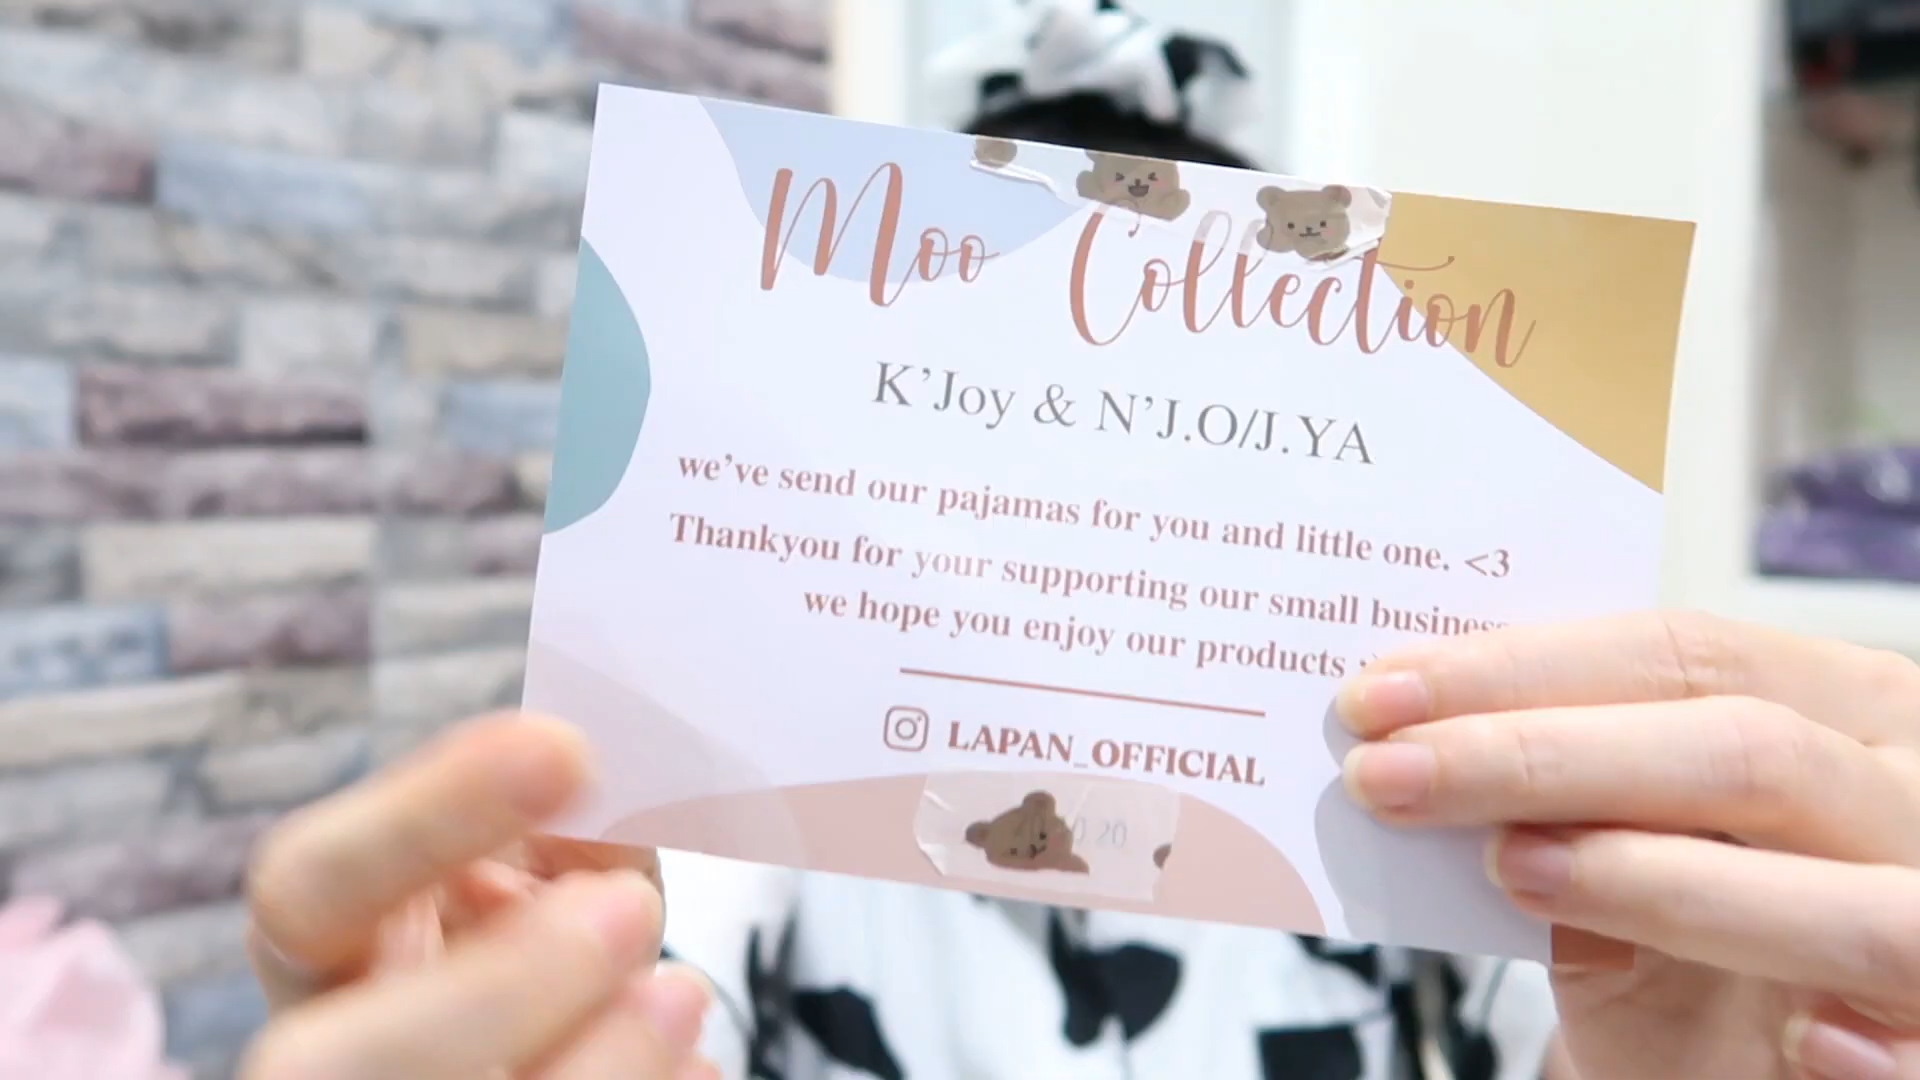 Moo Collection
K'Joy & N'J.O/J.YA
we've send our pajamas for you and little one. <3
Thankyou for your supporting our small business
we hope you enjoy our products
LAPAN_OFFICIAL